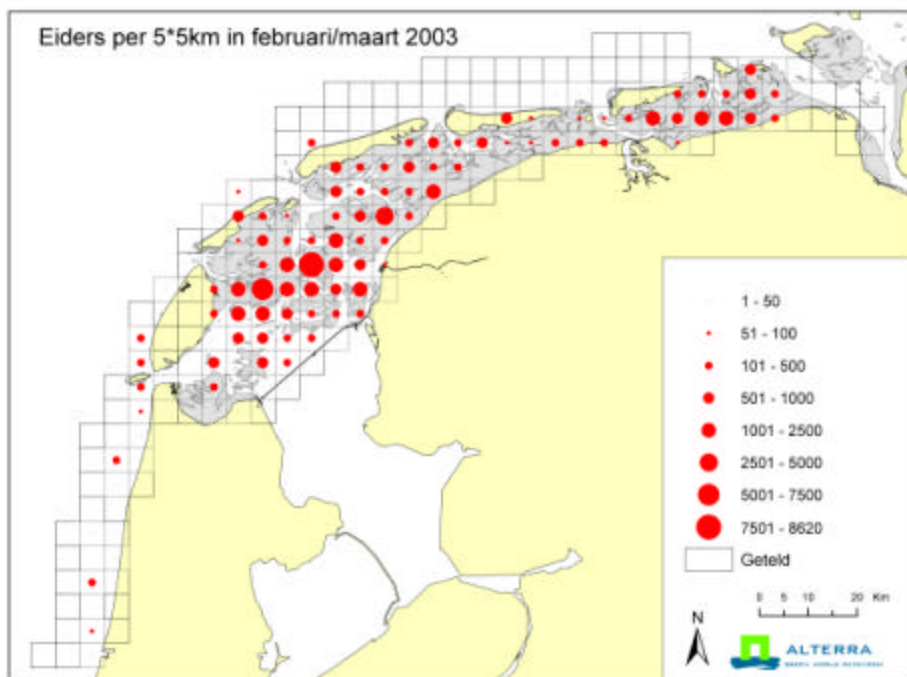 Eiders per 5*5km in februari/maart 2003
1 - 50
51 - 100
101 - 500
501 - 1000
1001 - 2500
2501 - 5000
5001 - 7500
7501 - 8620
Geteld
0 5 10 20 Km
N
ALTERRA